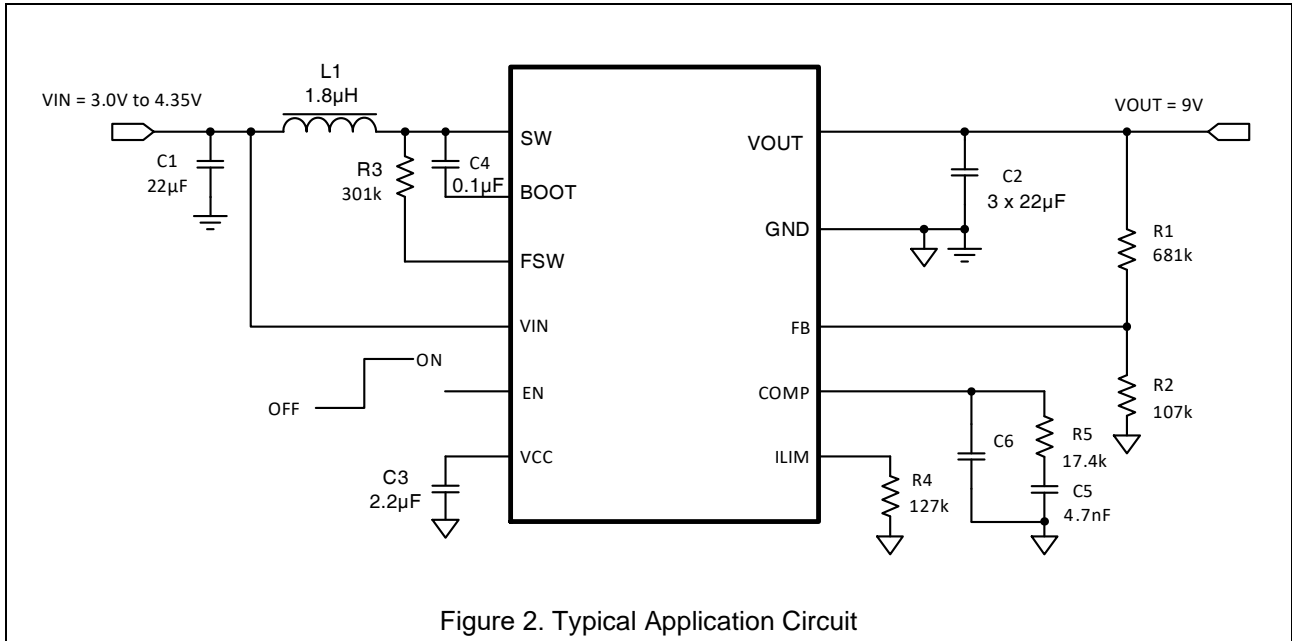 VIN = 3.0V to 4.35V
L1
1.8µH
C1
22µF
R3
301k
C4
0.1µF
SW
BOOT
FSW
VIN
EN
VCC
OFF
ON
C3
2.2µF
VOUT
GND
FB
COMP
ILIM
VOUT = 9V
C2
3 x 22µF
R1
681k
R2
107k
C6
R5
17.4k
C5
4.7nF
R4
127k
Figure 2. Typical Application Circuit